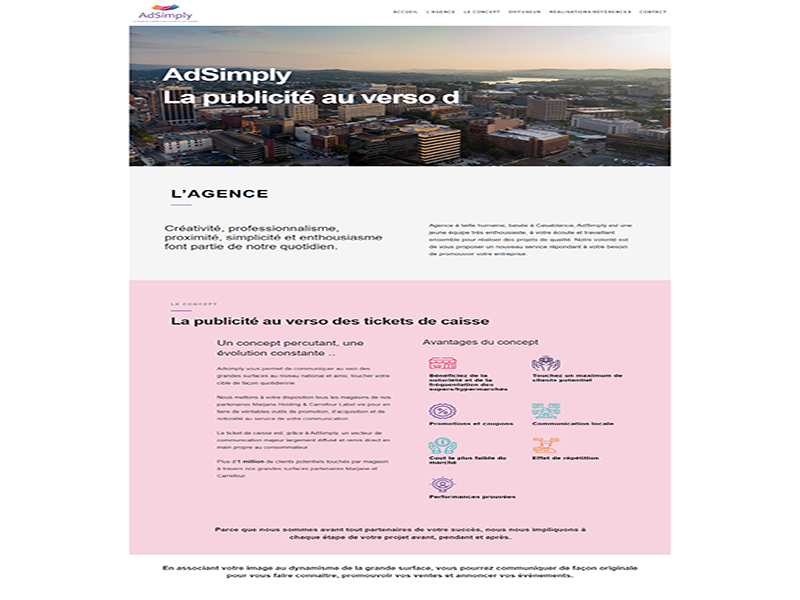 AdSimply
ACCUEIL L'AGENCE LE CONCEPT DIFFUSEUR RÉALISATIONS-RÉFÉRENCES CONTACT
AdSimply
La publicité au verso d
L'AGENCE
Créativité, professionnalisme,
proximité, simplicité et enthousiasme
font partie de notre quotidien.
Agence à taille humaine, basée à Casablanca, AdSimply est une
jeune équipe très enthousiaste, à votre écoute et travaillant
ensemble pour réaliser des projets de qualité. Notre volonté est
de vous proposer un nouveau service répondant à votre besoin
de promouvoir votre entreprise.
LE CONCEPT
La publicité au verso des tickets de caisse
Un concept percutant, une
évolution constante ..
Adsimply vous permet de communiquer au sein des
grandes surfaces au niveau national et ainsi, toucher votre
cible de façon quotidienne.
Nous mettons à votre disposition tous les magasins de nos
partenaires Marjane Holding & Carrefour Label vie pour en
faire de véritables outils de promotion, d'acquisition et de
notoriété au service de votre communication.
Le ticket de caisse est, grâce à AdSimply, un vecteur de
communication majeur largement diffusé et remis direct en
main propre au consommateur
Plus d'1 million de clients potentiels touchés par magasin
à travers nos grandes surfaces partenaires Marjane et
Carrefour
Avantages du concept
Bénéficiez de la
notoriété et de la
fréquentation des
supers/hypermarchés
Touchez un maximum de
clients potentiel
Promotions et coupons
Communication locale
Cout le plus faible du
marché
Effet de répétition
Performances prouvées
Parce que nous sommes avant tout partenaires de votre succès, nous nous impliquons à
chaque étape de votre projet avant, pendant et après.
En associant votre image au dynamisme de la grande surface, vous pourrez communiquer de façon originale
pour vous faire connaitre, promouvoir vos ventes et annoncer vos événements.